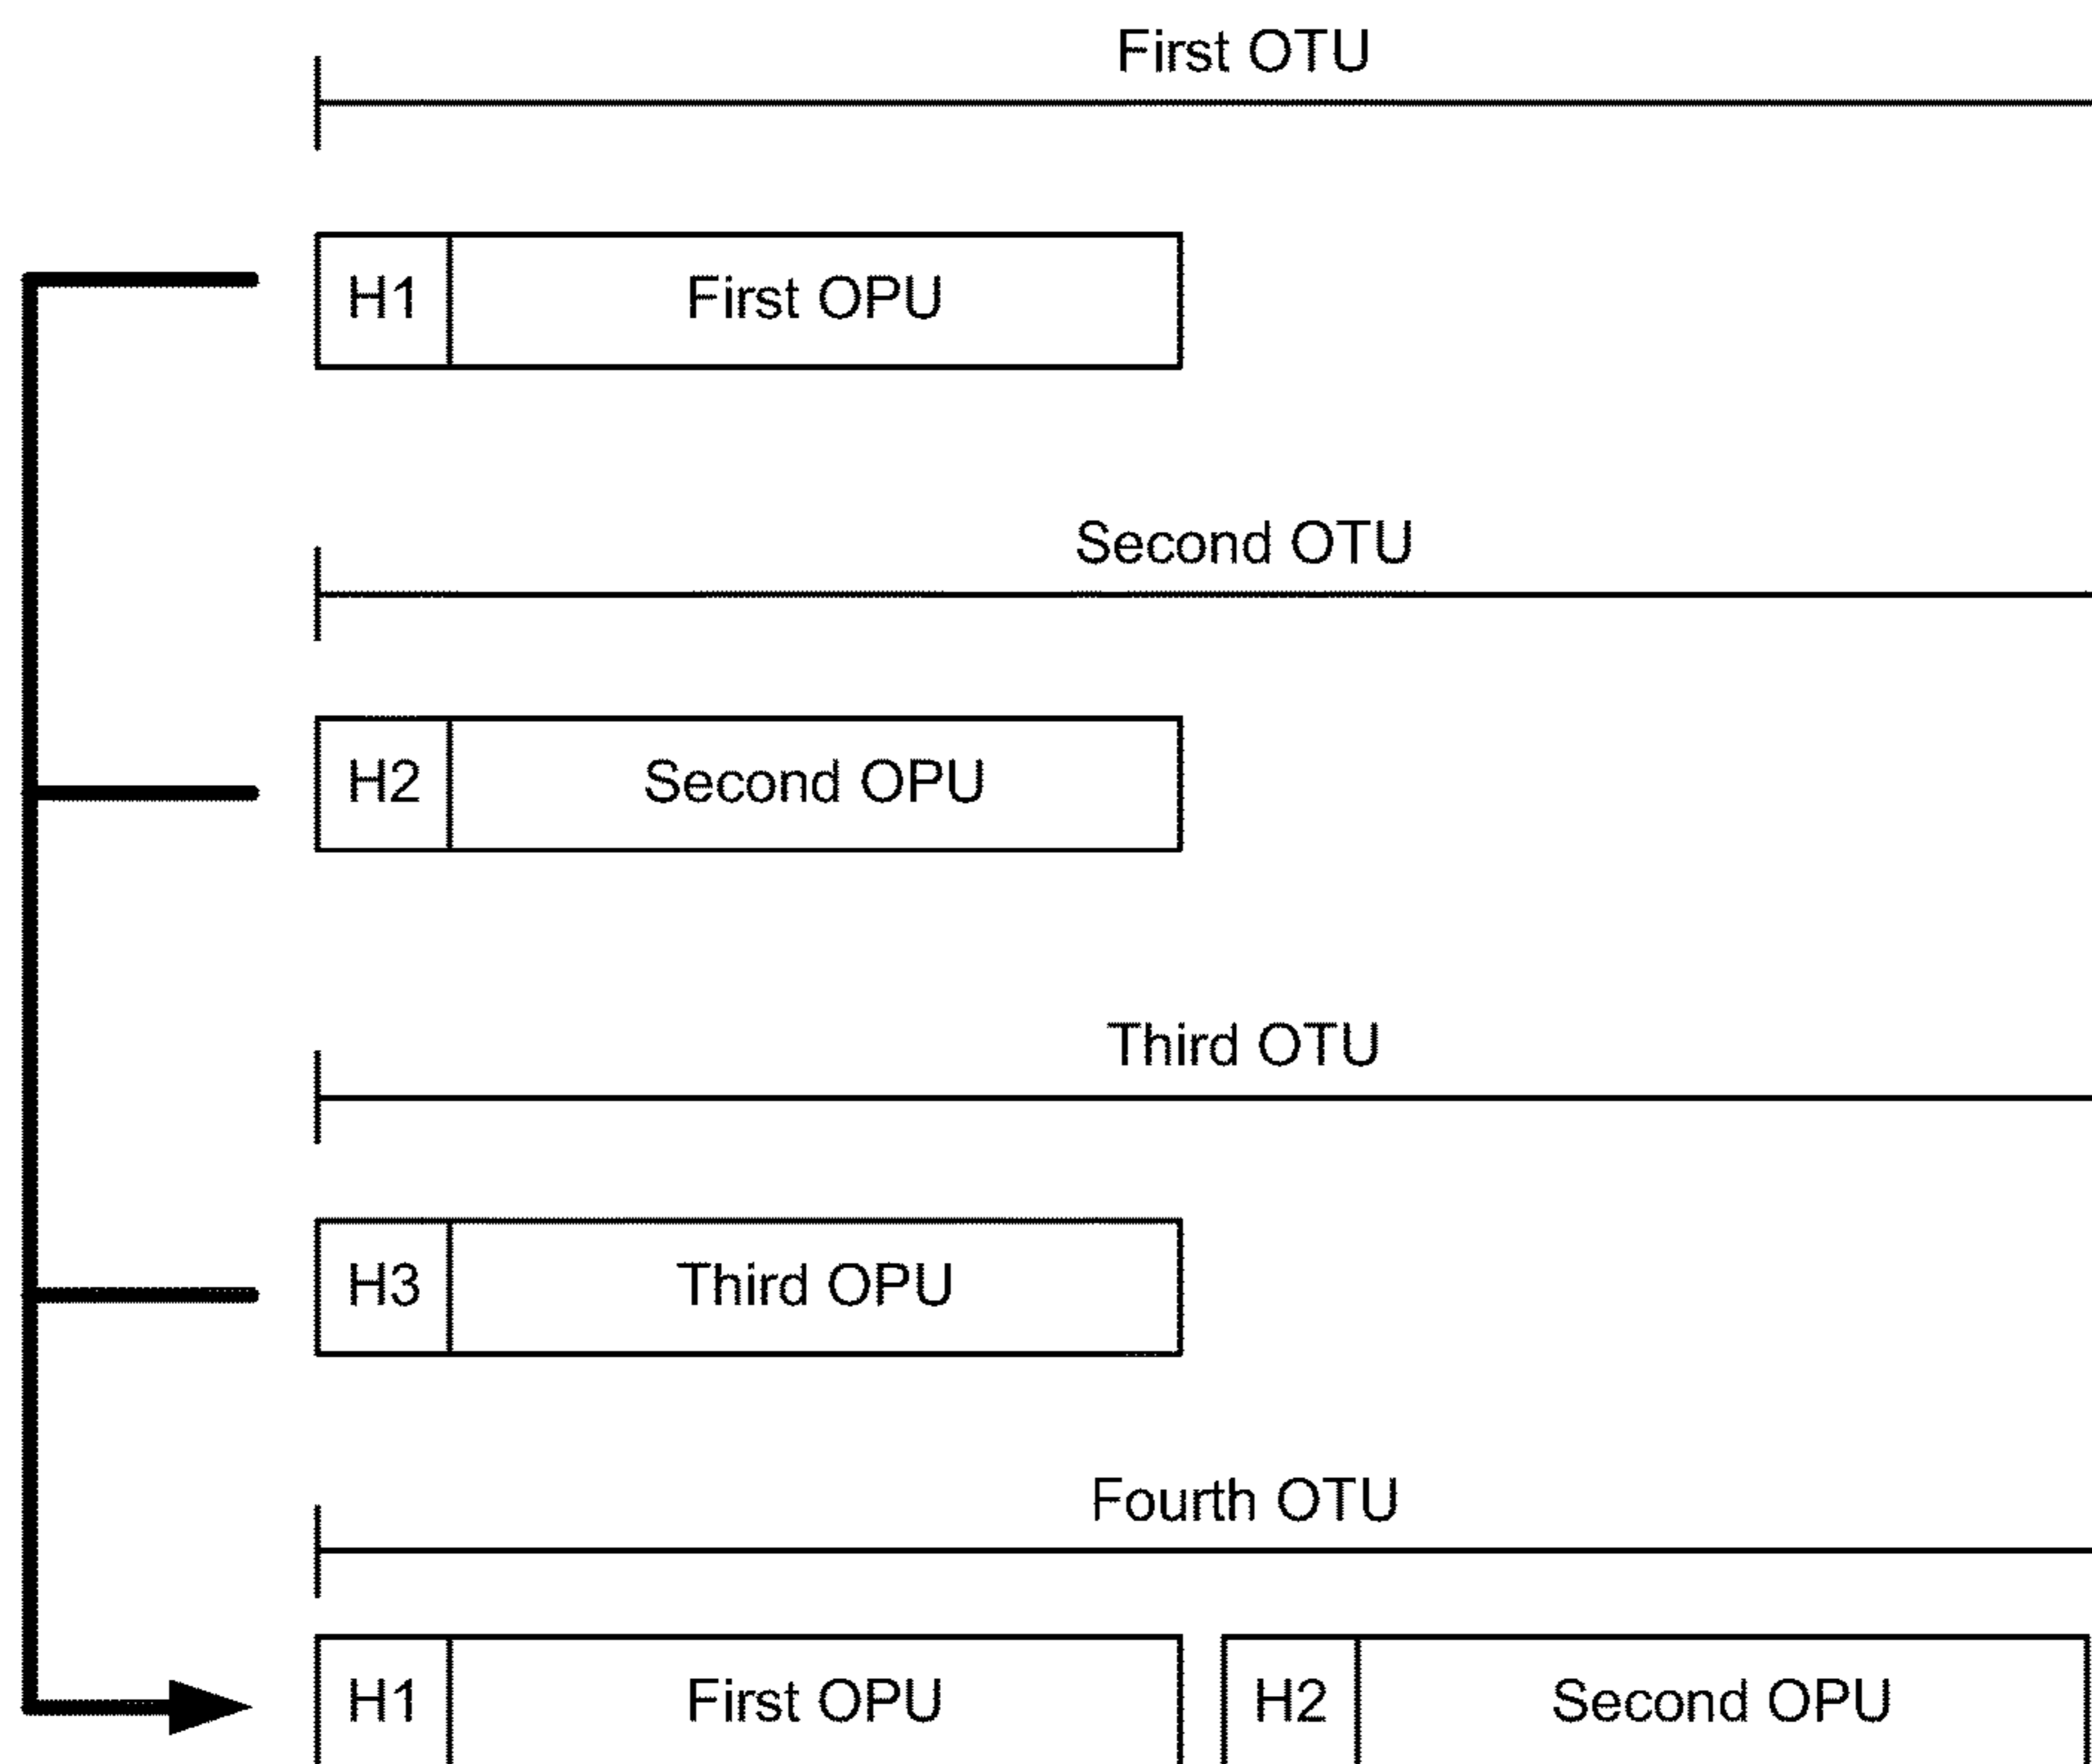 First OTU
H1 First OPU
Second OTU
H2 Second OPU
Third OTU
H3 Third OPU
Fourth OTU
H1 First OPU H2 Second OPU